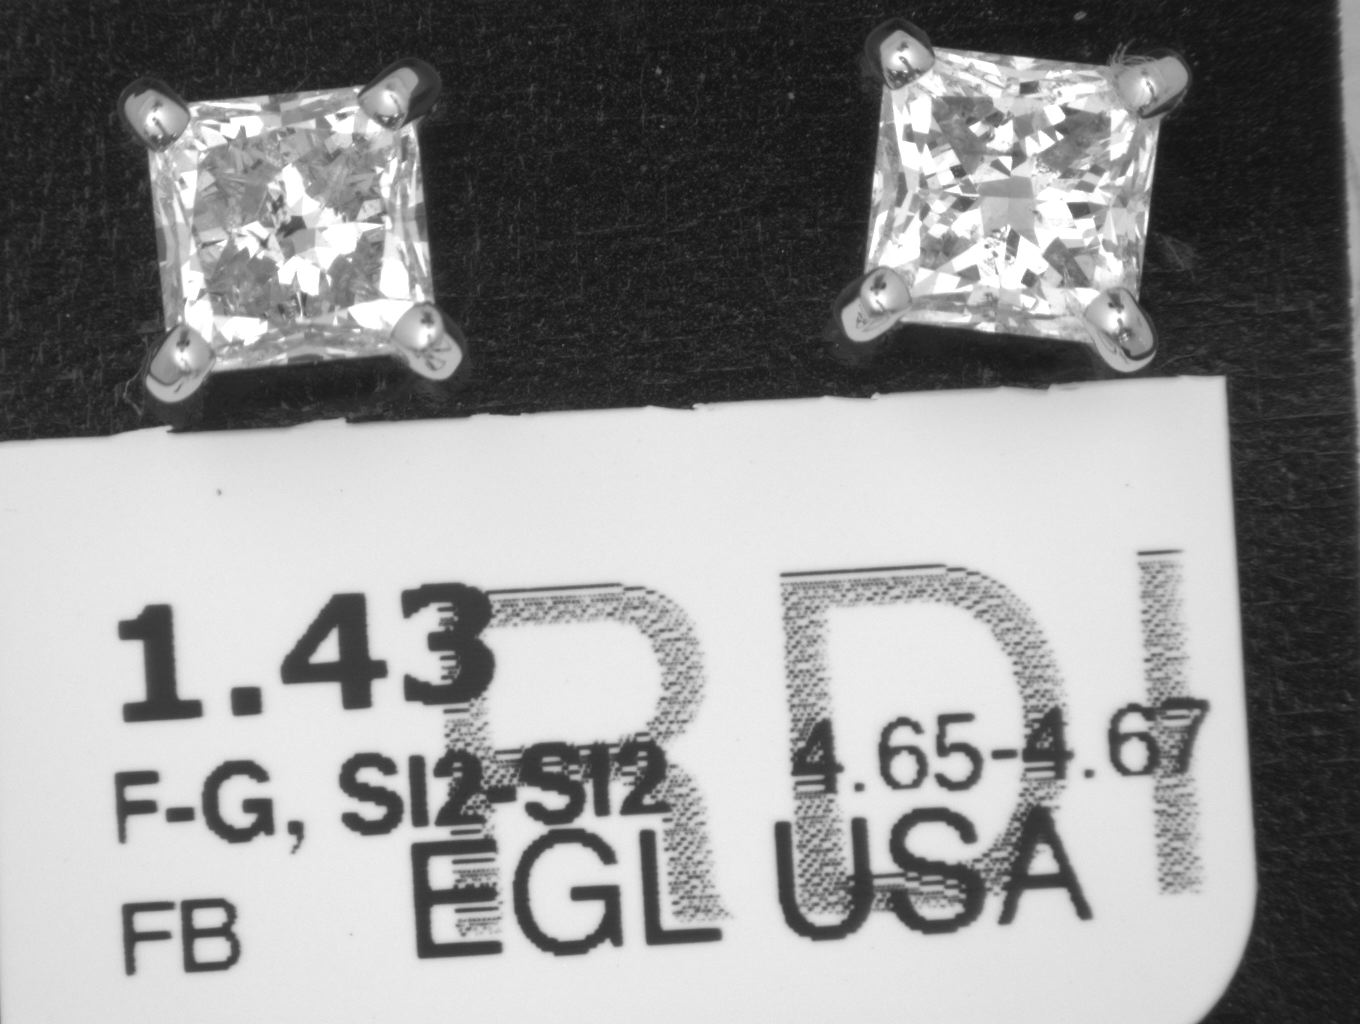 RDI
1.43
F-G, SI2-SI2 4.65-4.67
EGL USA
FB